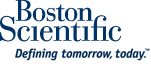 Boston
Scientific
Defining tomorrow, today.™